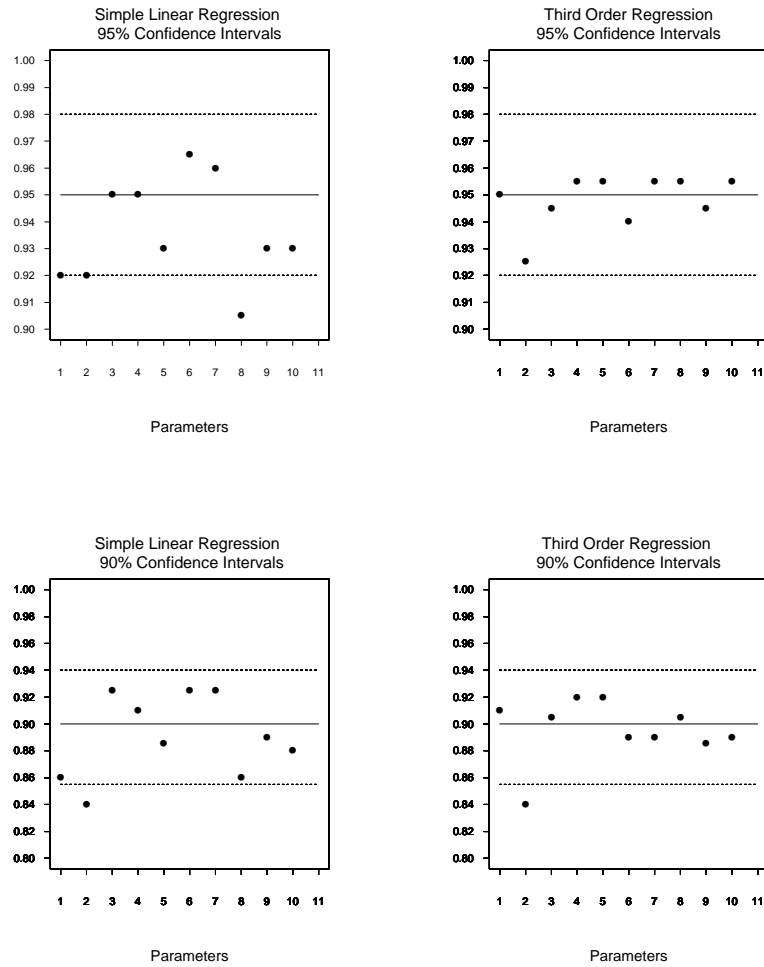 Simple Linear Regression
95% Confidence Intervals
1.00
0.99
0.98
0.97
0.96
0.95
0.94
0.93
0.92
0.91
0.90
1 2 3 4 5 6 7 8 9 10 11
Parameters
Third Order Regression
95% Confidence Intervals
1.00
0.99
0.98
0.97
0.96
0.95
0.94
0.93
0.92
0.91
0.90
1 2 3 4 5 6 7 8 9 10 11
Parameters
Simple Linear Regression
90% Confidence Intervals
1.00
0.98
0.96
0.94
0.92
0.90
0.88
0.86
0.84
0.82
0.80
1 2 3 4 5 6 7 8 9 10 11
Parameters
Third Order Regression
90% Confidence Intervals
1.00
0.98
0.96
0.94
0.92
0.90
0.88
0.86
0.84
0.82
0.80
1 2 3 4 5 6 7 8 9 10 11
Parameters